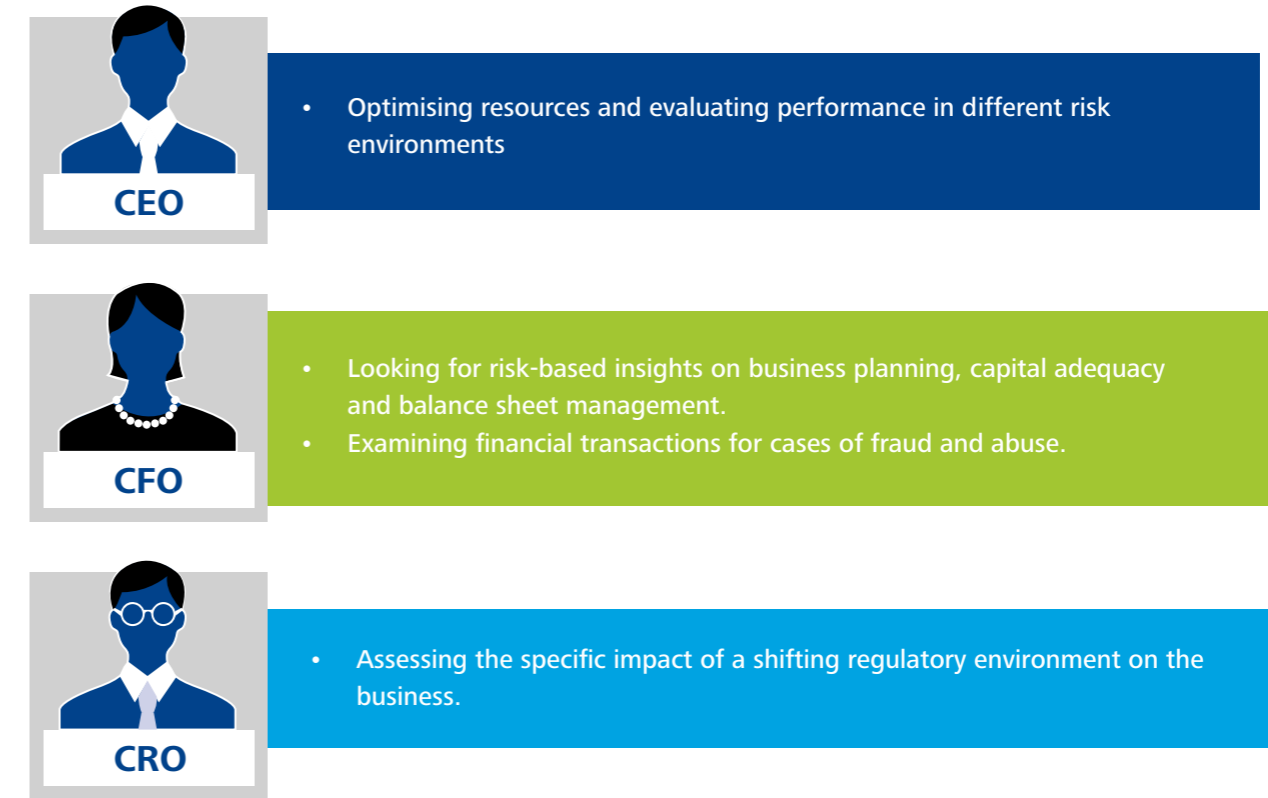 CEO
• Optimising resources and evaluating performance in different risk
environments
CFO
• Looking for risk-based insights on business planning, capital adequacy
and balance sheet management.
• Examining financial transactions for cases of fraud and abuse.
CRO
• Assessing the specific impact of a shifting regulatory environment on the
business.